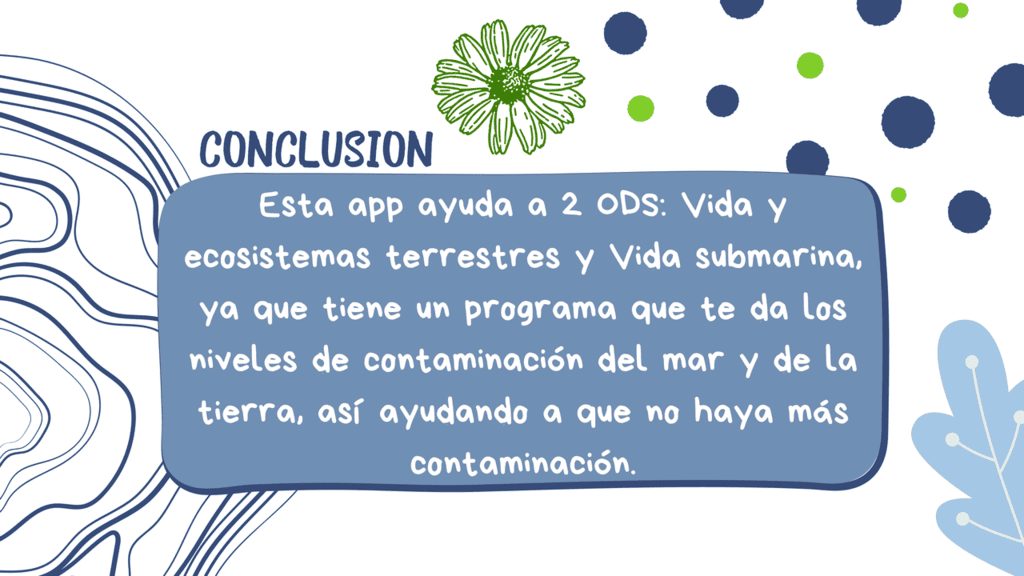 CONCLUSION
Esta app ayuda a 2 ODS: Vida y
ecosistemas terrestres y Vida submarina,
ya que tiene un programa que te da los
niveles de contaminación del mar y de la
tierra, así ayudando a que no haya más
contaminación.